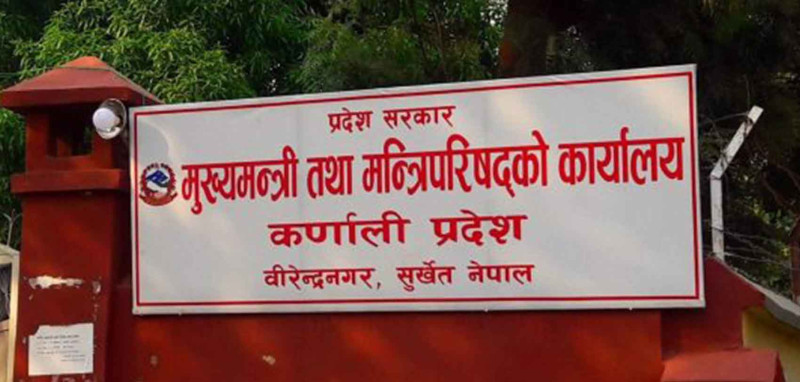 प्रदेश सरकार
मुख्यमन्त्री तथा मन्त्रिपरिषद्को कार्यालय
कर्णाली प्रदेश
वीरेन्द्रनगर, सुर्खेत नेपाल